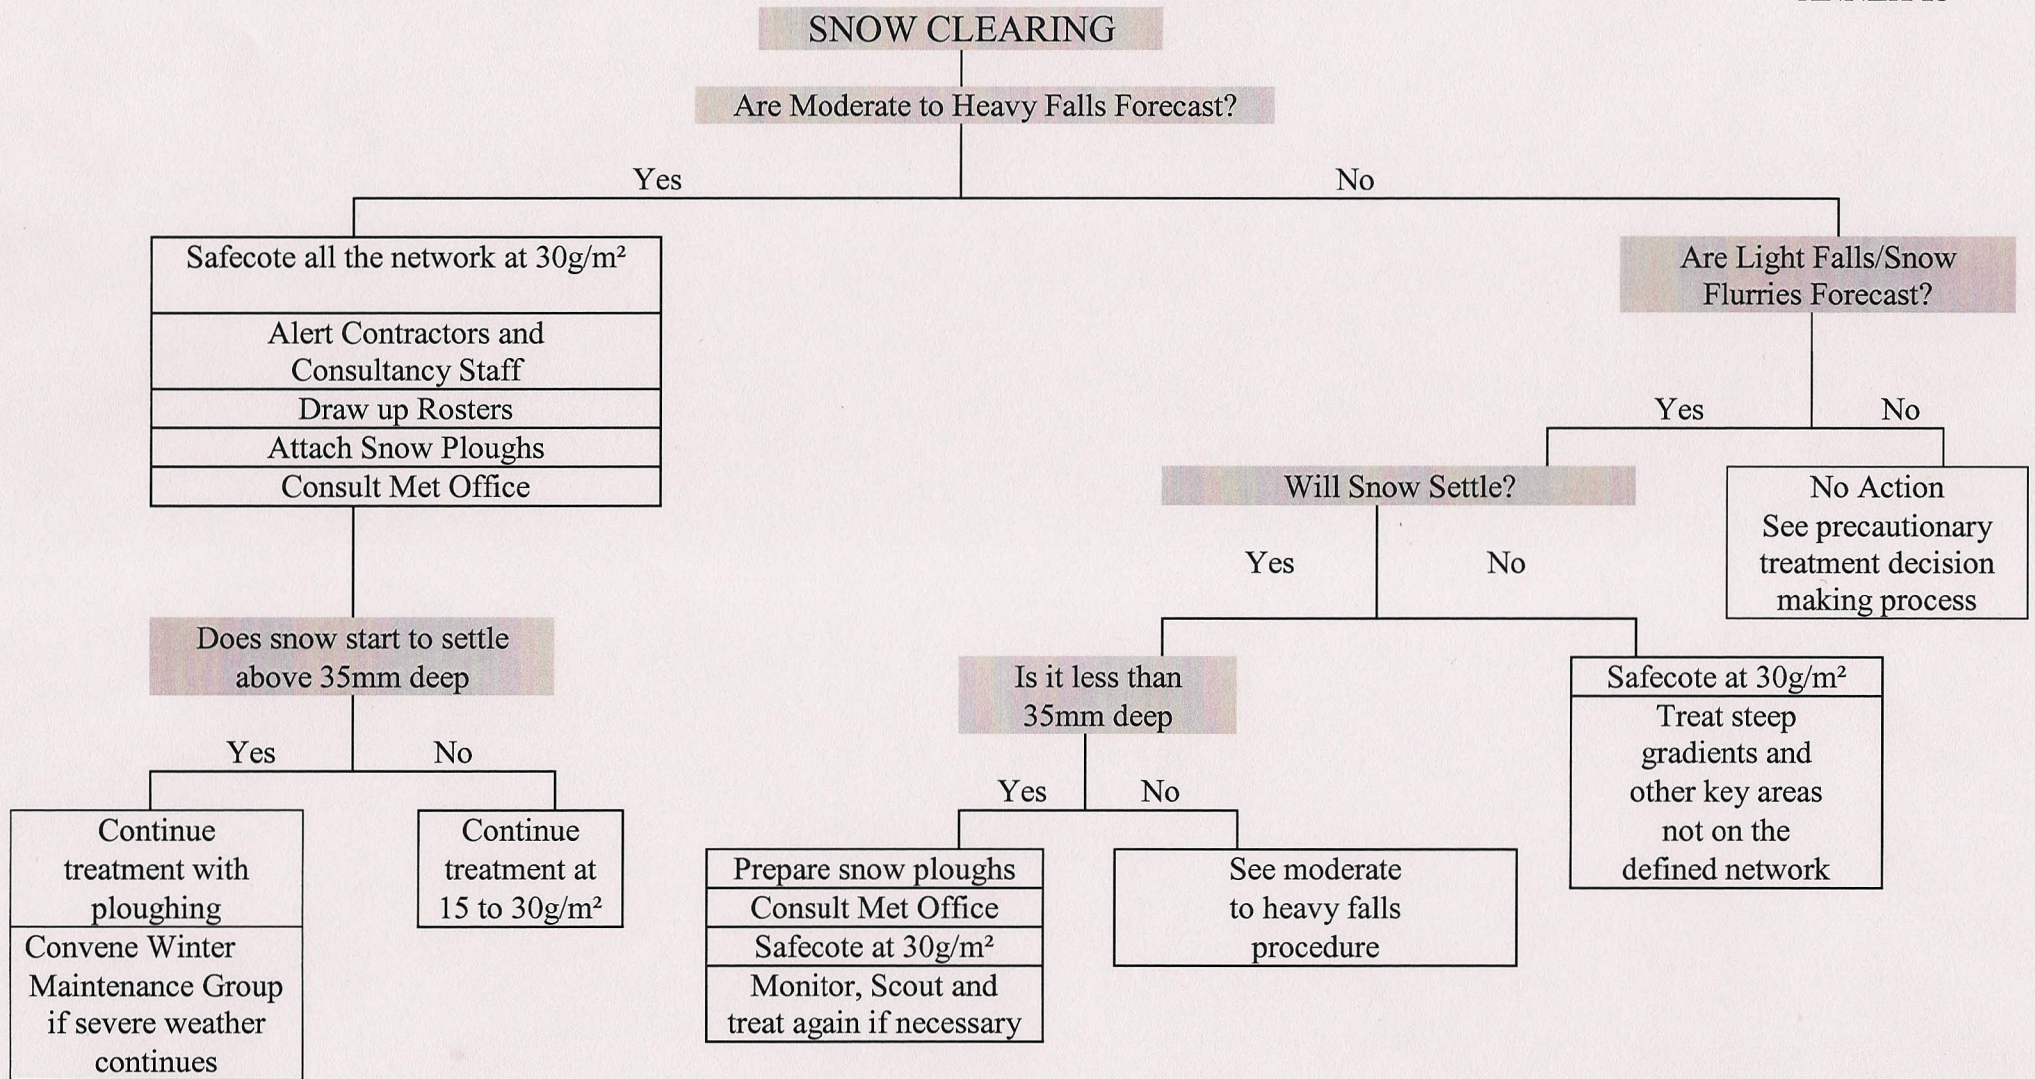 SNOW CLEARING
Are Moderate to Heavy Falls Forecast?
Yes
No
Safecote all the network at 30g/m²
Alert Contractors and
Consultancy Staff
Draw up Rosters
Attach Snow Ploughs
Consult Met Office
Does snow start to settle
above 35mm deep
Yes
No
Continue
treatment with
ploughing
Convene Winter
Maintenance Group
if severe weather
continues
Continue
treatment at
15 to 30g/m²
Are Light Falls/Snow
Flurries Forecast?
Yes
No
Will Snow Settle?
Yes
No
Is it less than
35mm deep
Yes
No
Prepare snow ploughs
Consult Met Office
Safecote at 30g/m²
Monitor, Scout and
treat again if necessary
See moderate
to heavy falls
procedure
Safecote at 30g/m²
Treat steep
gradients and
other key areas
not on the
defined network
No Action
See precautionary
treatment decision
making process